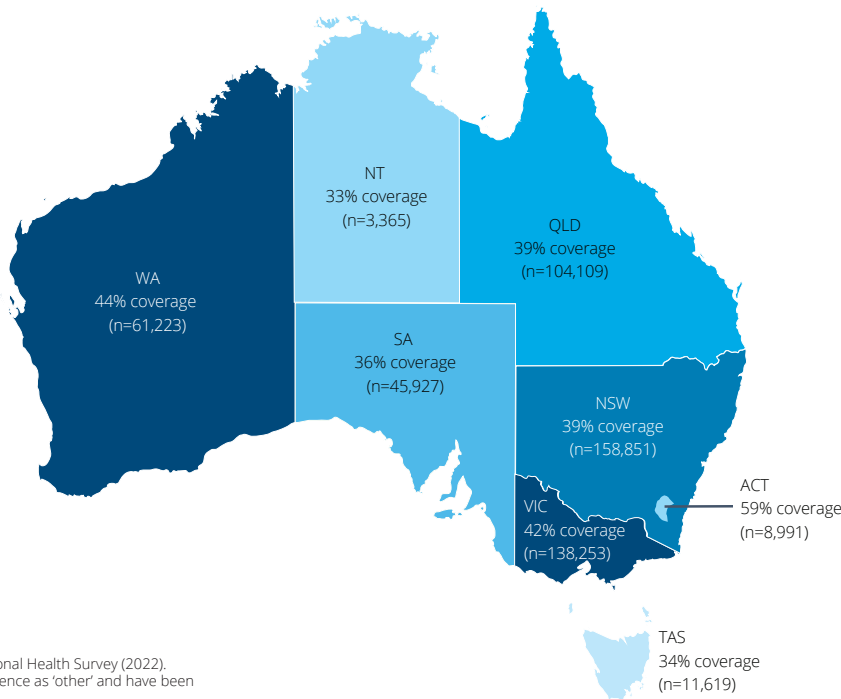 NT
33% coverage
(n=3,365)
QLD
39% coverage
(n=104,109)
WA
44% coverage
(n=61,223)
SA
36% coverage
(n=45,927)
NSW
39% coverage
(n=158,851)
ACT
59% coverage
(n=8,991)
VIC
42% coverage
(n=138,253)
TAS
34% coverage
(n=11,619)
onal Health Survey (2022).
ence as ‘other’ and have been